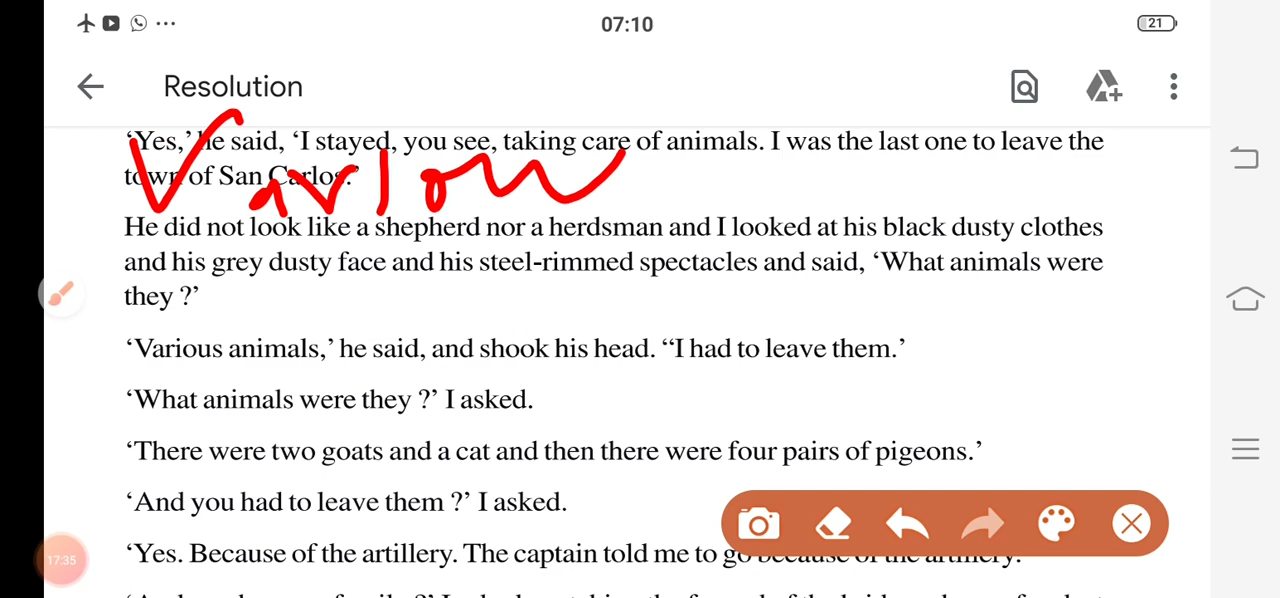 07:10
21
Resolution
‘Yes,’ he said, ‘I stayed, you see, taking care of animals. I was the last one to leave the
town of San Carlos.’
He did not look like a shepherd nor a herdsman and I looked at his black dusty clothes
and his grey dusty face and his steel-rimmed spectacles and said, ‘What animals were
they ?’
‘Various animals,’ he said, and shook his head. “I had to leave them.’
‘What animals were they ?’ I asked.
‘There were two goats and a cat and then there were four pairs of pigeons.’
‘And you had to leave them ?’ I asked.
‘Yes. Because of the artillery. The captain told me to go because of the artillery.’
17:35